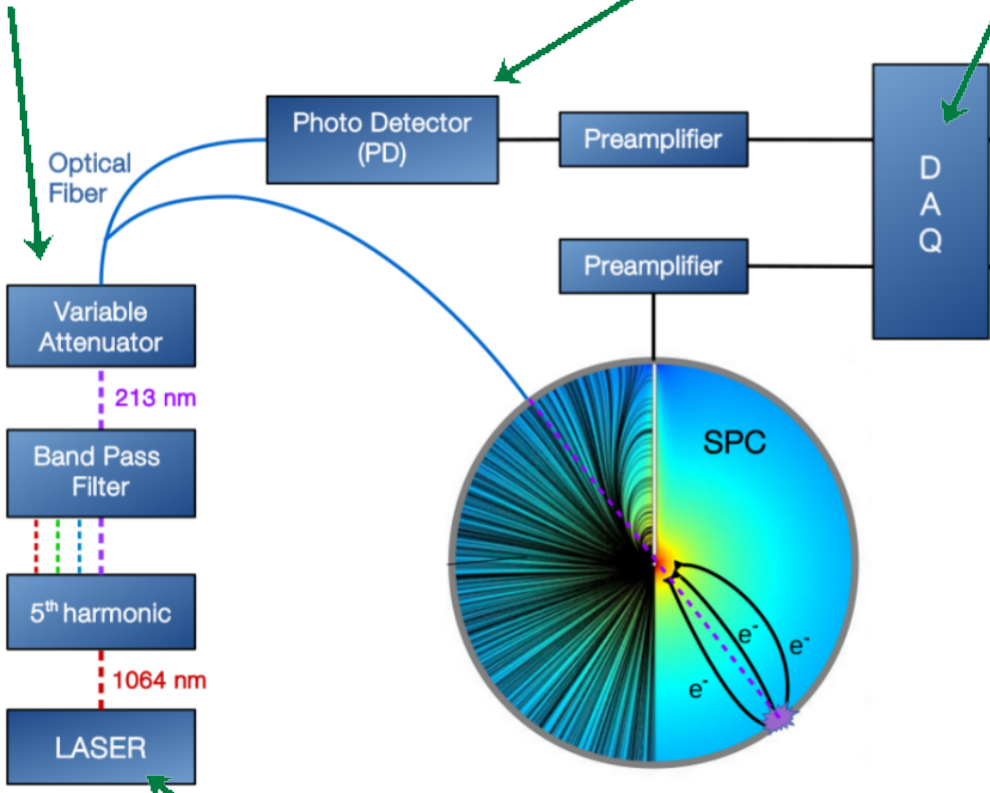 Photo Detector
(PD)
Preamplifier
D
A
Q
Optical
Fiber
Preamplifier
Variable
Attenuator
213 nm
Band Pass
Filter
SPC
5th harmonic
e-
e-
e-
1064 nm
LASER